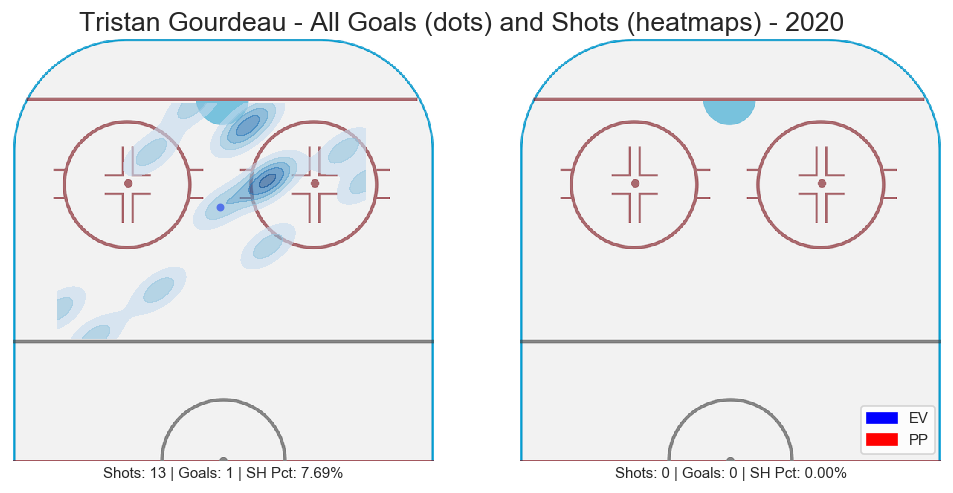 Tristan Gourdeau - All Goals (dots) and Shots (heatmaps) - 2020
EV
PP
Shots: 13 | Goals: 1 | SH Pct: 7.69%
Shots: 0 | Goals: 0 | SH Pct: 0.00%